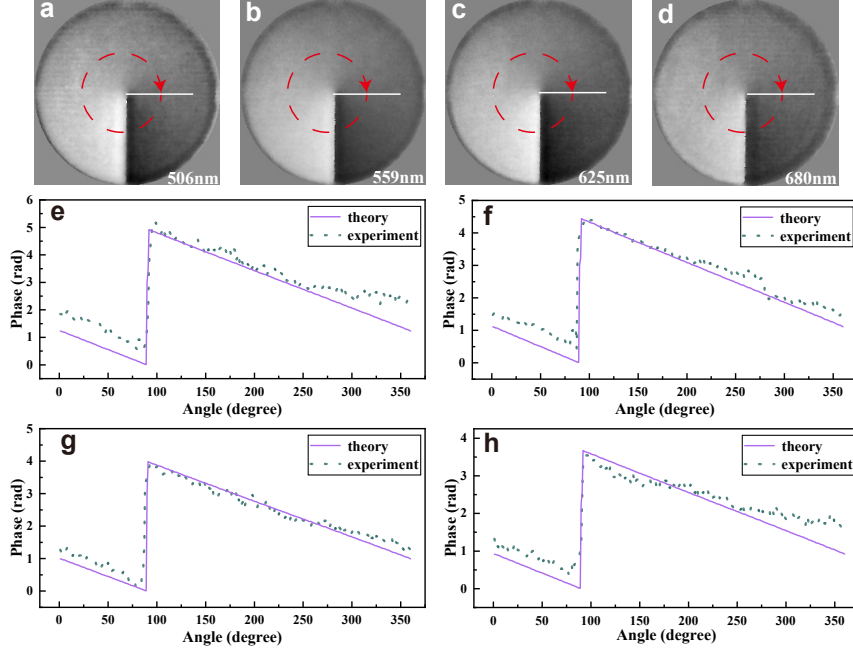 a b c d
506nm 559nm 625nm 680nm
e f
theory theory
experiment experiment
Phase (rad) Phase (rad)
6 5 4 3 2 1 0
5 4 3 2 1 0
0 50 100 150 200 250 300 350
0 50 100 150 200 250 300 350
Angle (degree) Angle (degree)
g h
theory theory
experiment experiment
Phase (rad) Phase (rad)
5 4 3 2 1 0
4 3 2 1 0
0 50 100 150 200 250 300 350
0 50 100 150 200 250 300 350
Angle (degree) Angle (degree)